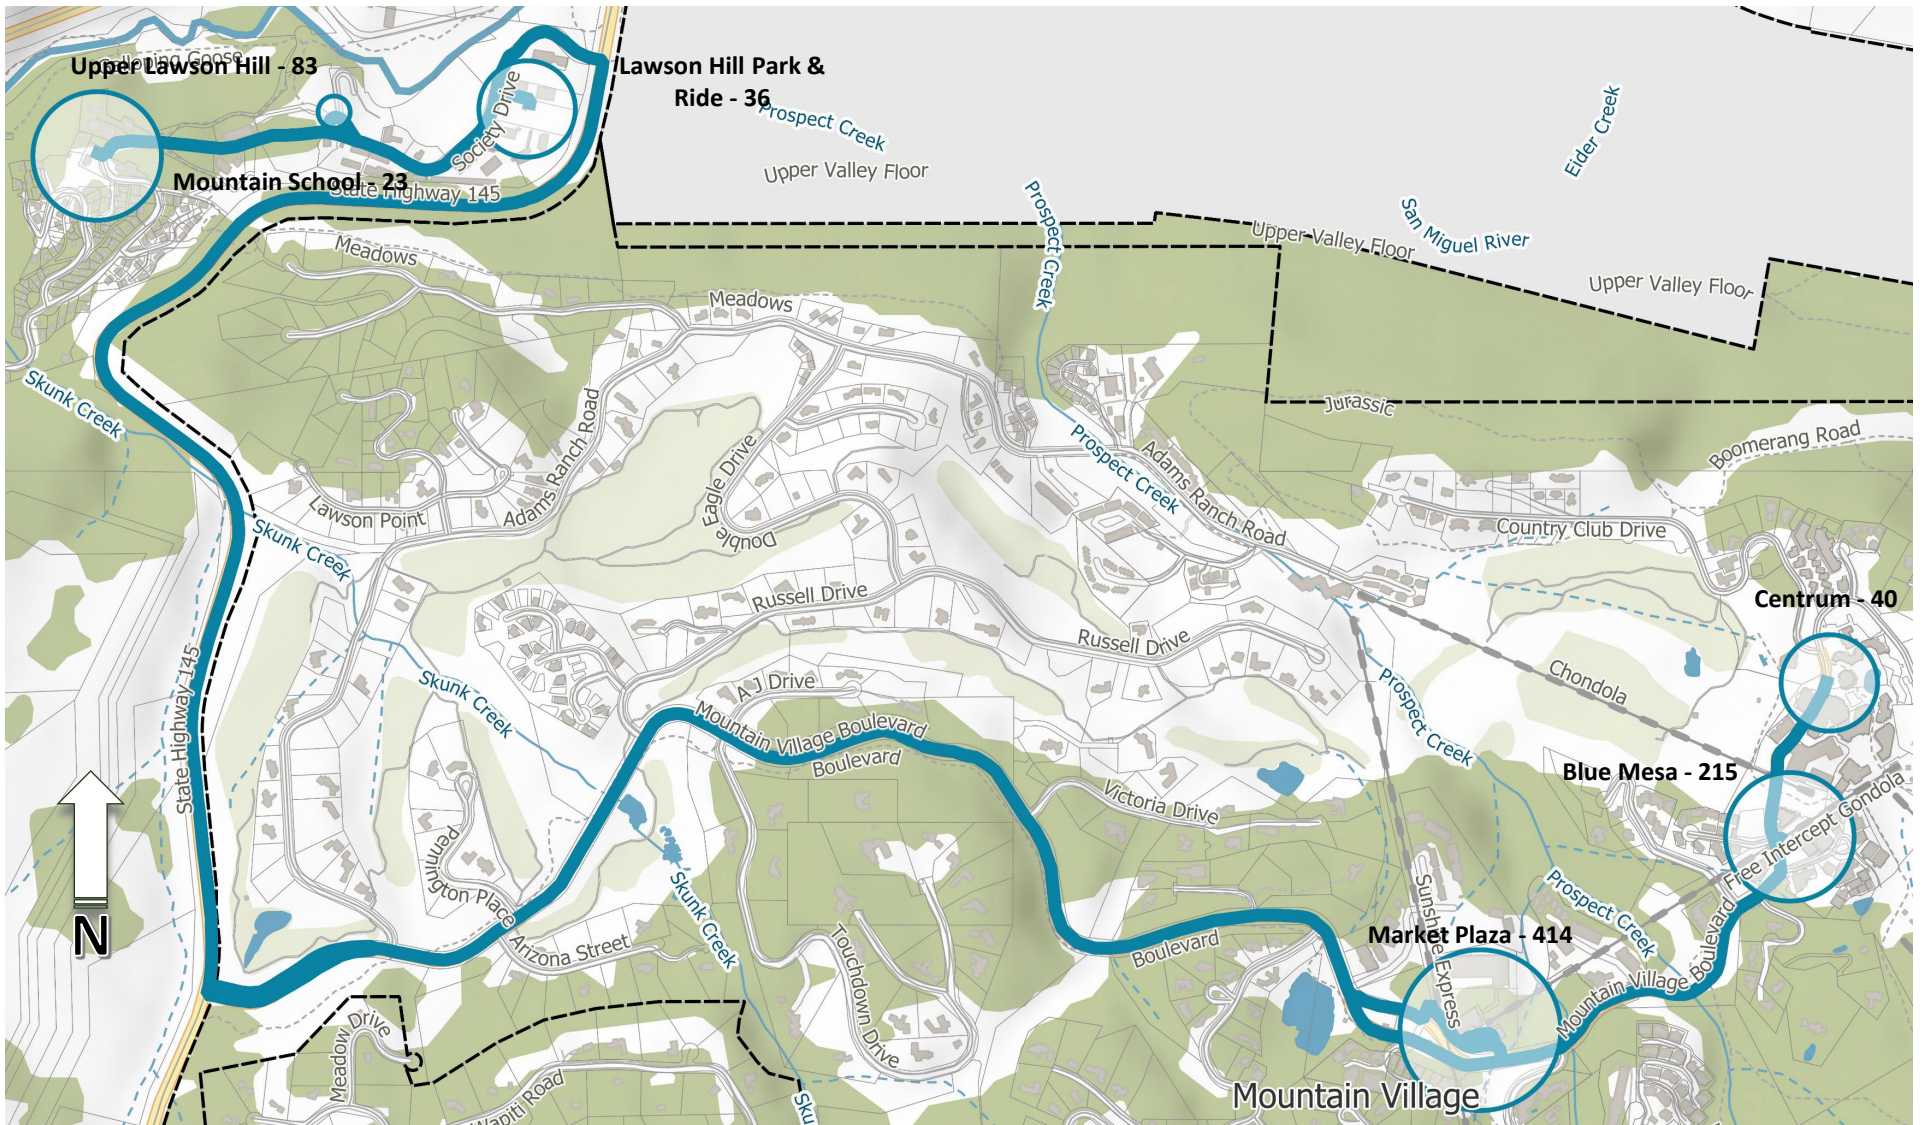 Galloping Goose
Upper Lawson Hill - 83
Lawson Hill Park &
Ride - 36
Society Drive
Prospect Creek
Eider Creek
Upper Valley Floor
Mountain School - 23
State Highway 145
Prospect Creek
San Miguel River
Upper Valley Floor
Upper Valley Floor
Meadows
Meadows
Skunk Creek
Jurassic
Boomerang Road
Adams Ranch Road
Double Eagle Drive
Prospect Creek
Adams Ranch Road
Lawson Point
Country Club Drive
Skunk Creek
Russell Drive
Russell Drive
Centrum - 40
State Highway 145
Skunk Creek
A J Drive
Chondola
Prospect Creek
Mountain Village Boulevard
Boulevard
Blue Mesa - 215
Victoria Drive
Free Intercept Gondola
Pennington Place
Skunk Creek
Sunshine Express
Prospect Creek
N
Arizona Street
Touchdown Drive
Boulevard
Market Plaza - 414
Mountain Village Boulevard
Meadow Drive
Mountain Village
Wapiti Road
Sku